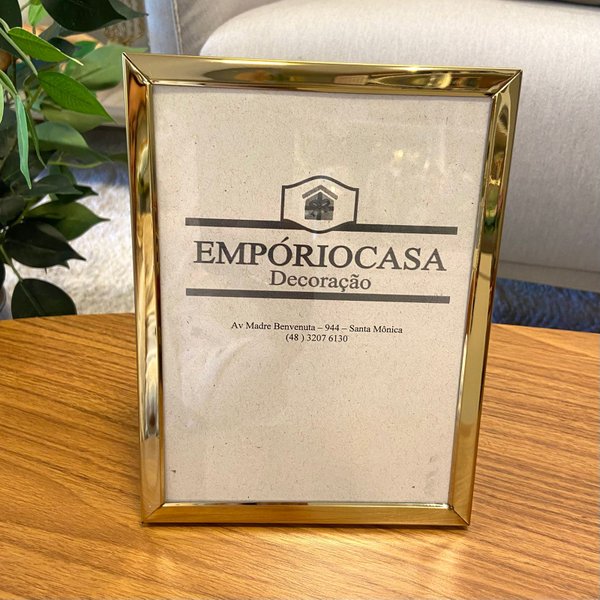 EMPÓRIOCASA
Decoração
Av Madre Benvenuta – 944 – Santa Mônica
(48 ) 3207 6130